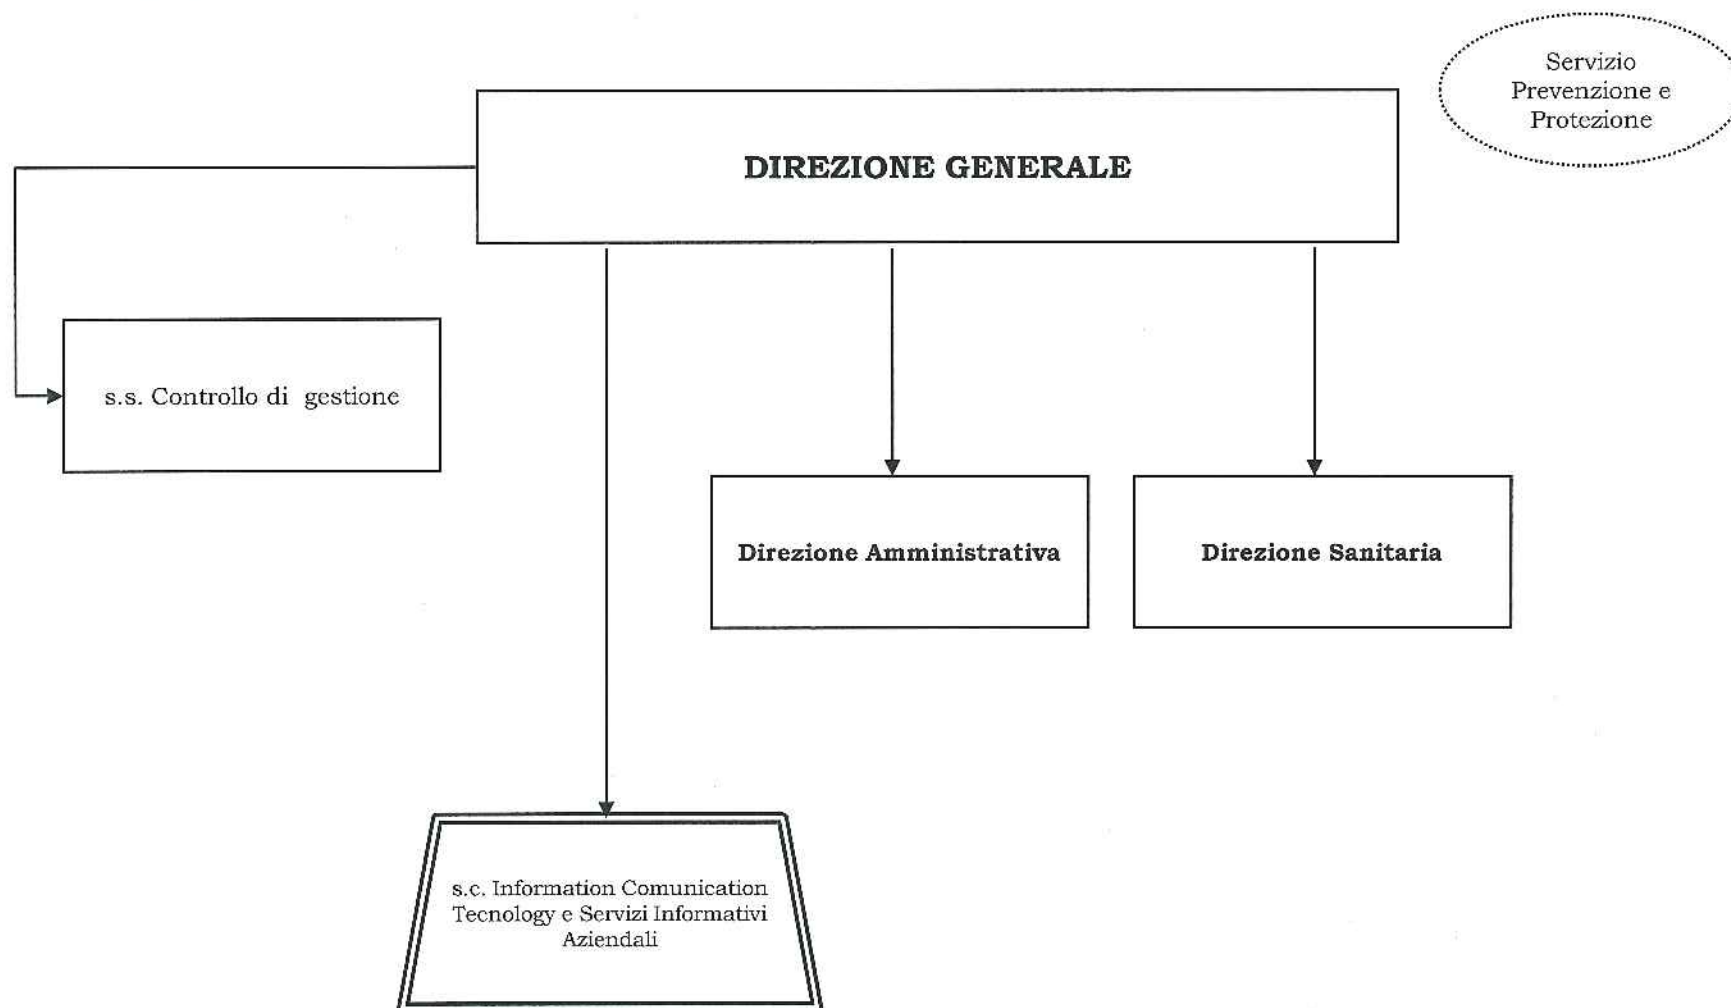 Servizio
Prevenzione e
Protezione
DIREZIONE GENERALE
s.s. Controllo di gestione
Direzione Amministrativa
Direzione Sanitaria
s.c. Information Comunication
Tecnology e Servizi Informativi
Aziendali